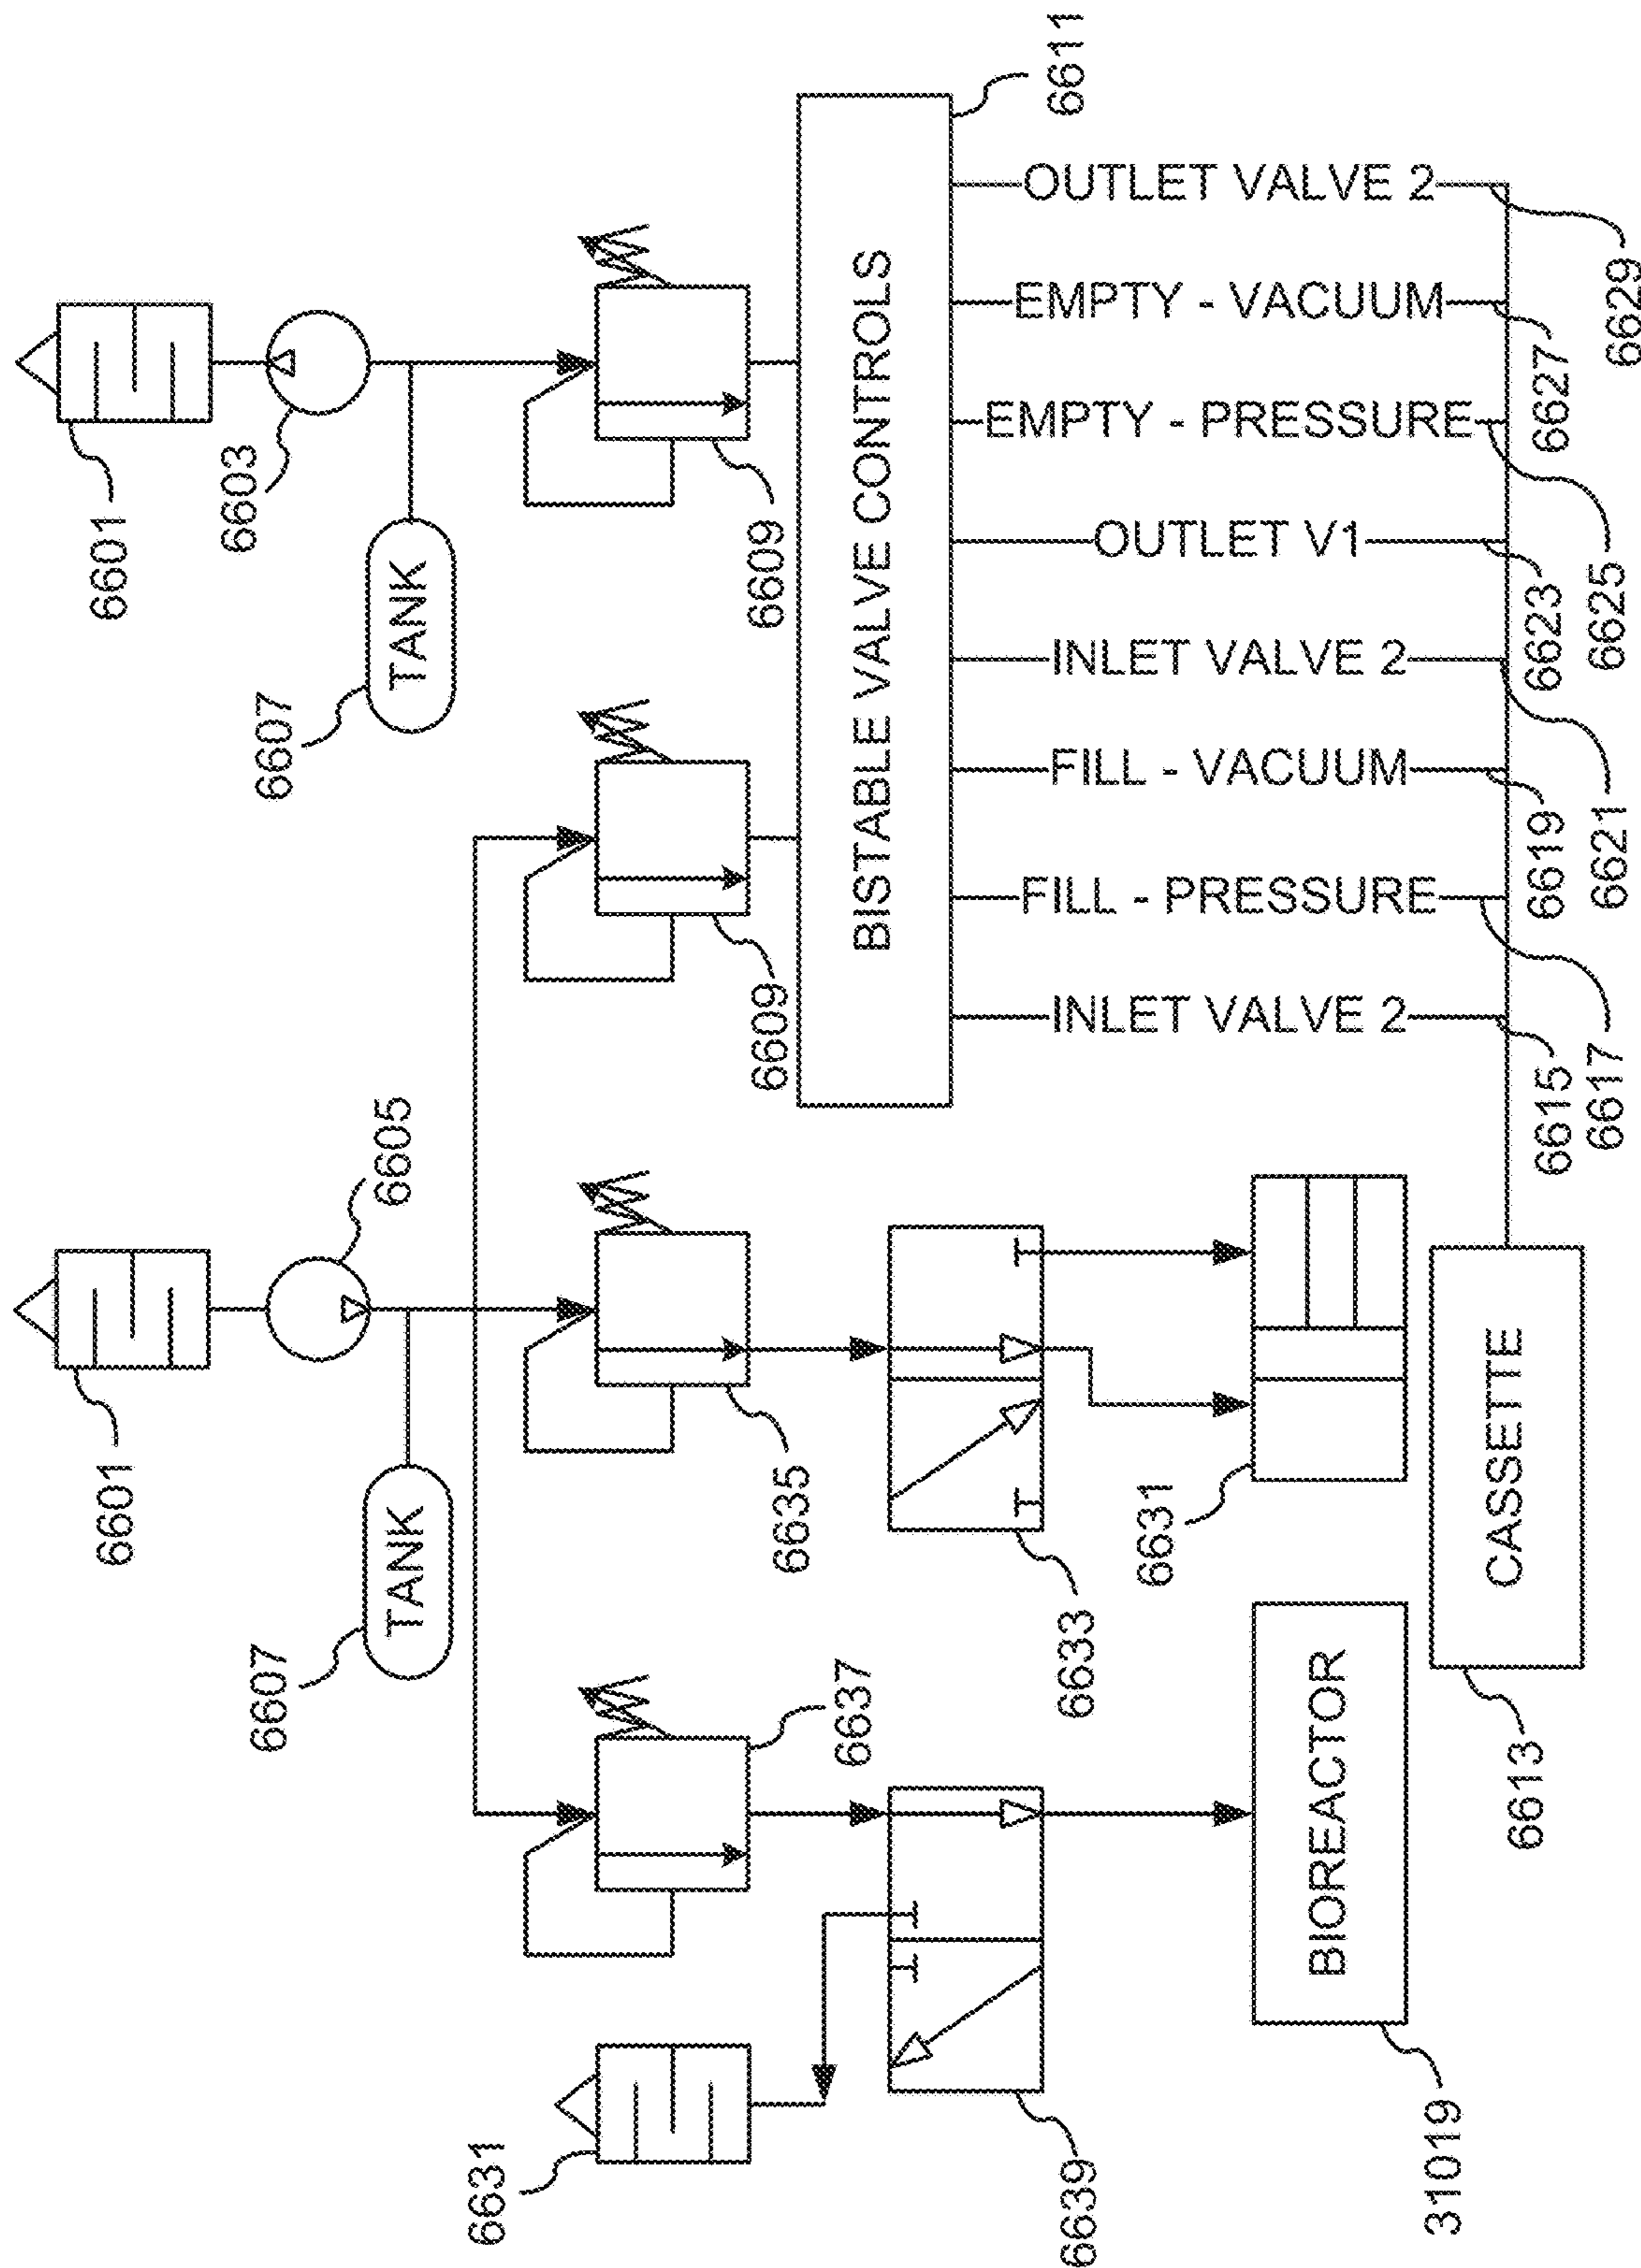 6601
6603
6607
TANK
6609
6601
6605
6607
TANK
6609
6635
6637
6631
BISTABLE VALVE CONTROLS
6611
OUTLET VALVE 2
6629
EMPTY - VACUUM
6627
EMPTY - PRESSURE
6625
OUTLET V1
6623
INLET VALVE 2
6621
FILL - VACUUM
6619
FILL - PRESSURE
6617
INLET VALVE 2
6615
6633
6631
6639
BIOREACTOR
31019
CASSETTE
6613